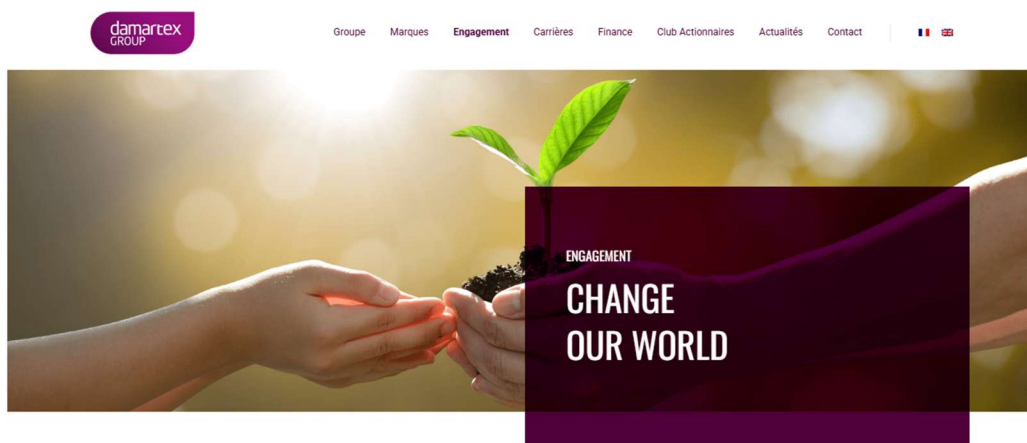 damartex
GROUP
Groupe Marques Engagement Carrières Finance Club Actionnaires Actualités Contact
ENGAGEMENT
CHANGE
OUR WORLD